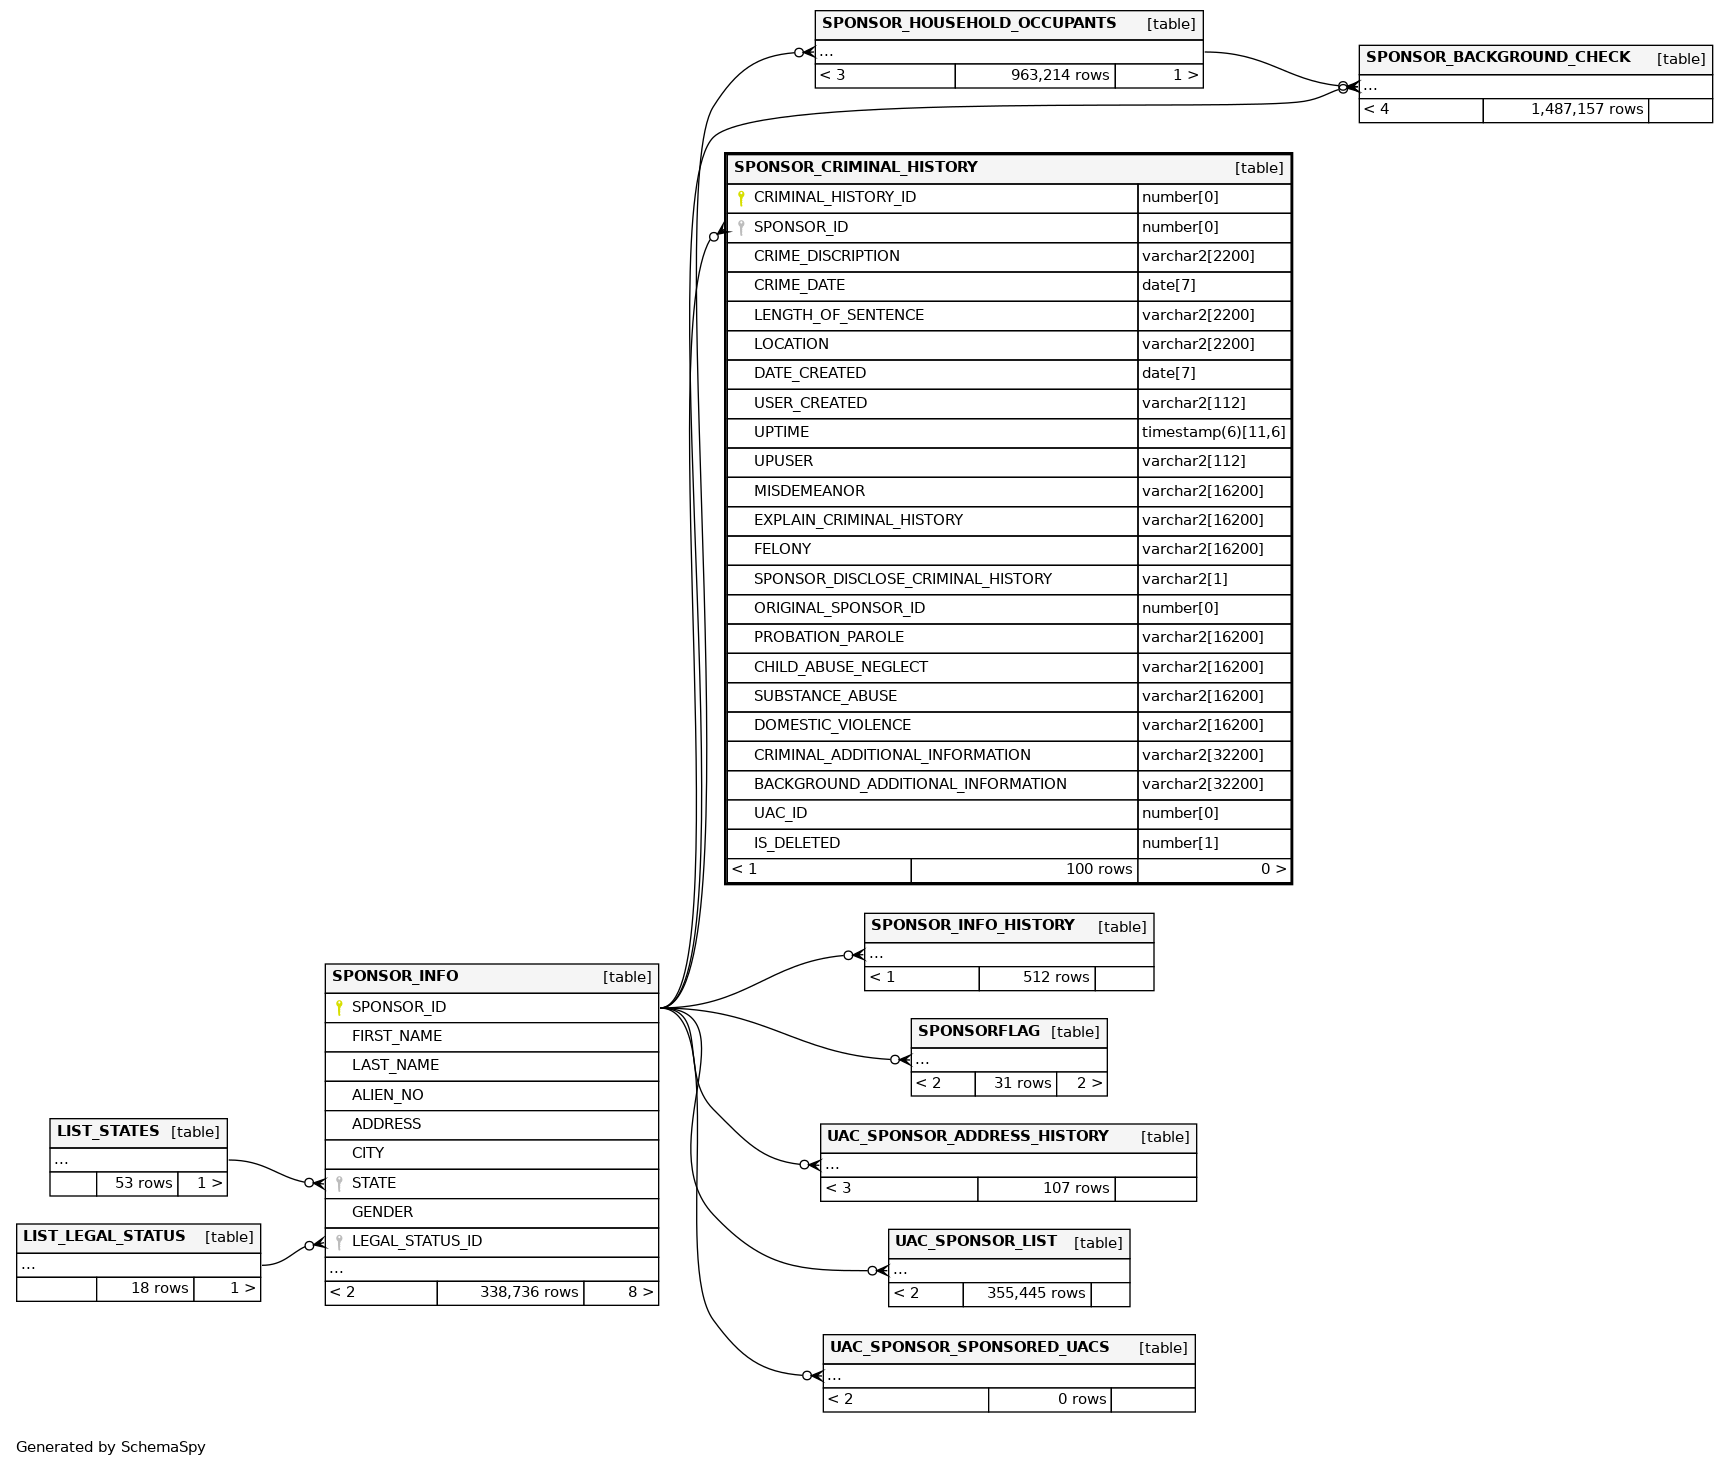 SPONSOR_HOUSEHOLD_OCCUPANTS [table]
...
< 3 963,214 rows 1 >
SPONSOR_BACKGROUND_CHECK [table]
...
< 4 1,487,157 rows
SPONSOR_CRIMINAL_HISTORY [table]
CRIMINAL_HISTORY_ID number[0]
SPONSOR_ID number[0]
CRIME_DISCRIPTION varchar2[2200]
CRIME_DATE date[7]
LENGTH_OF_SENTENCE varchar2[2200]
LOCATION varchar2[2200]
DATE_CREATED date[7]
USER_CREATED varchar2[112]
UPTIME timestamp(6)[11,6]
UPUSER varchar2[112]
MISDEMEANOR varchar2[16200]
EXPLAIN_CRIMINAL_HISTORY varchar2[16200]
FELONY varchar2[16200]
SPONSOR_DISCLOSE_CRIMINAL_HISTORY varchar2[1]
ORIGINAL_SPONSOR_ID number[0]
PROBATION_PAROLE varchar2[16200]
CHILD_ABUSE_NEGLECT varchar2[16200]
SUBSTANCE_ABUSE varchar2[16200]
DOMESTIC_VIOLENCE varchar2[16200]
CRIMINAL_ADDITIONAL_INFORMATION varchar2[32200]
BACKGROUND_ADDITIONAL_INFORMATION varchar2[32200]
UAC_ID number[0]
IS_DELETED number[1]
< 1 100 rows 0 >
SPONSOR_INFO_HISTORY [table]
...
< 1 512 rows
SPONSOR_INFO [table]
SPONSOR_ID
FIRST_NAME
LAST_NAME
ALIEN_NO
ADDRESS
CITY
STATE
GENDER
LEGAL_STATUS_ID
...
< 2 338,736 rows 8 >
SPONSORFLAG [table]
...
< 2 31 rows 2 >
LIST_STATES [table]
...
53 rows 1 >
UAC_SPONSOR_ADDRESS_HISTORY [table]
...
< 3 107 rows
LIST_LEGAL_STATUS [table]
...
18 rows 1 >
UAC_SPONSOR_LIST [table]
...
< 2 355,445 rows
UAC_SPONSOR_SPONSORED_UACS [table]
...
< 2 0 rows
Generated by SchemaSpy